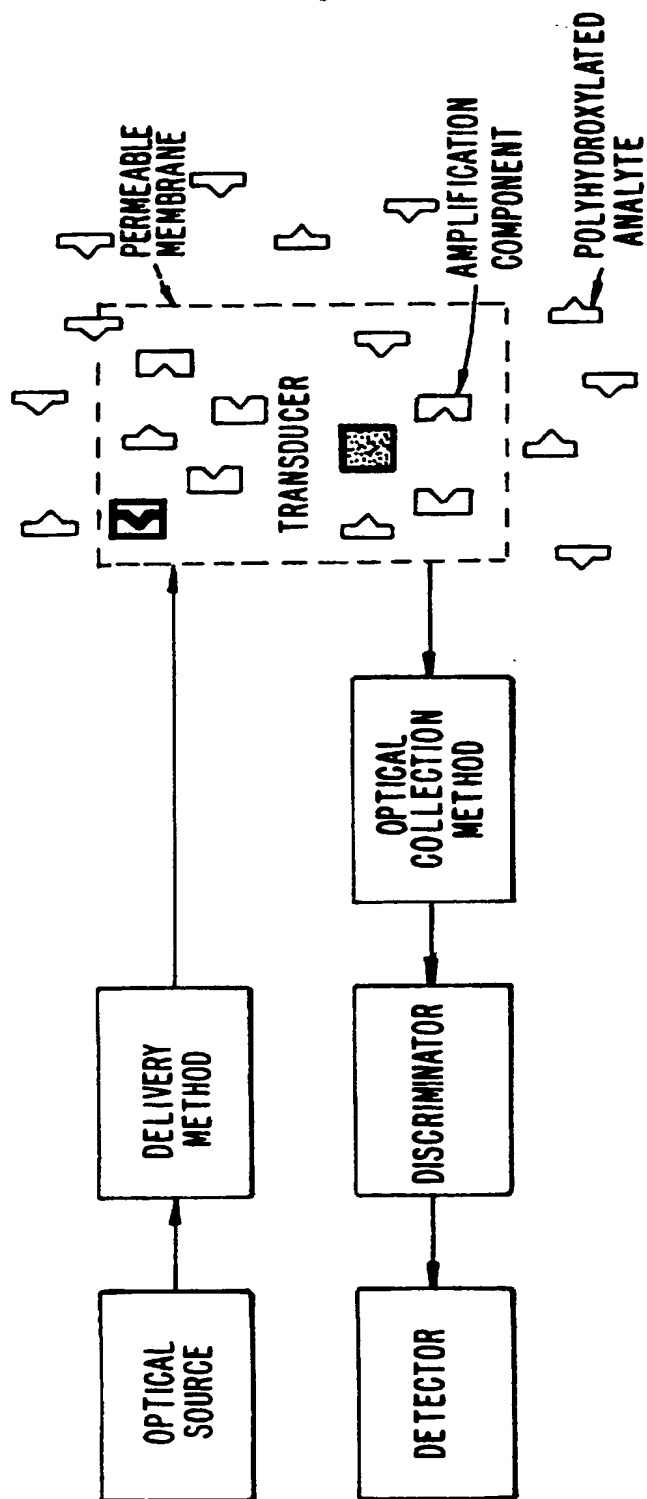 OPTICAL
SOURCE
DELIVERY
METHOD
PERMEABLE
MEMBRANE
TRANSDUCER
AMPLIFICATION
COMPONENT
POLYHYDROXYLATED
ANALYTE
OPTICAL
COLLECTION
METHOD
DISCRIMINATOR
DETECTOR